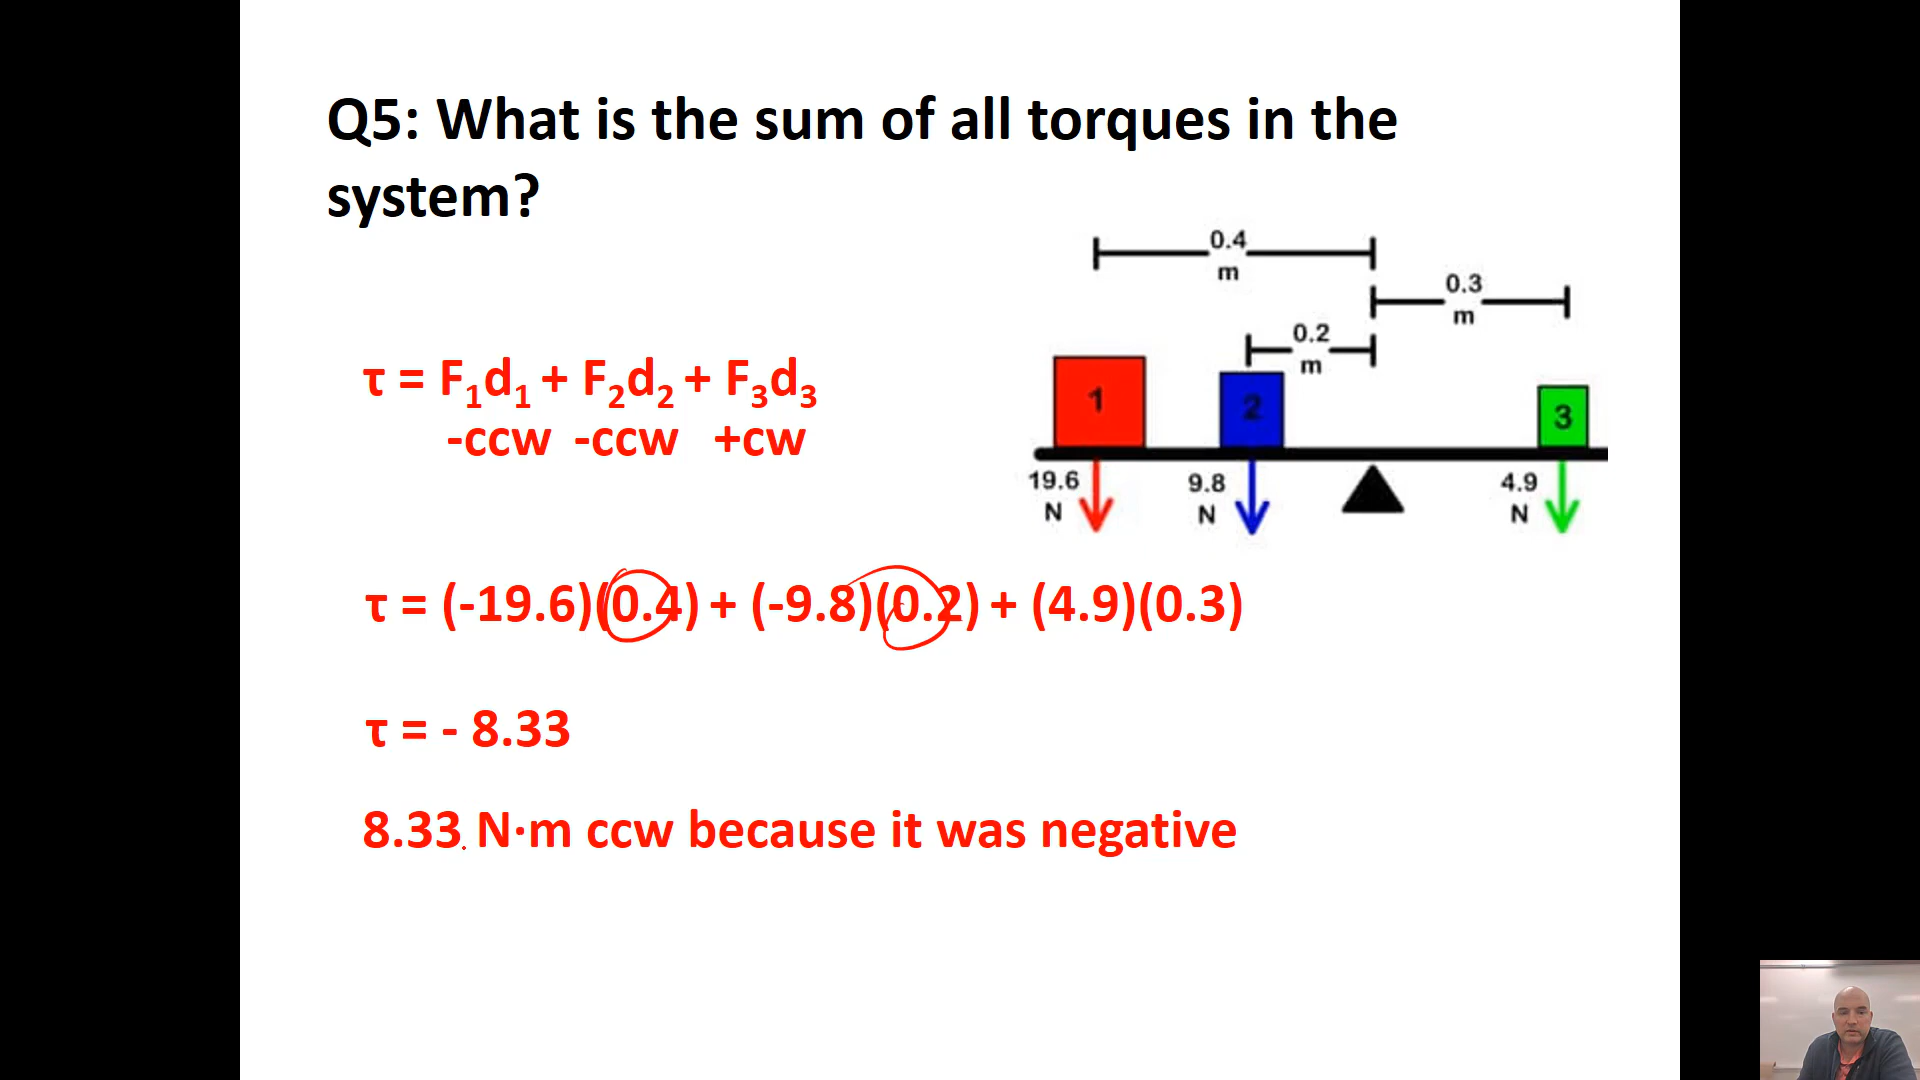 Q5: What is the sum of all torques in the
system?
0.4
m
0.3
m
0.2
m
τ = F₁d₁ + F₂d₂ + F₃d₃
-ccw -ccw +cw
1
2
3
19.6
N
9.8
N
4.9
N
τ = (-19.6)(0.4) + (-9.8)(0.2) + (4.9)(0.3)
τ = - 8.33
8.33 N·m ccw because it was negative